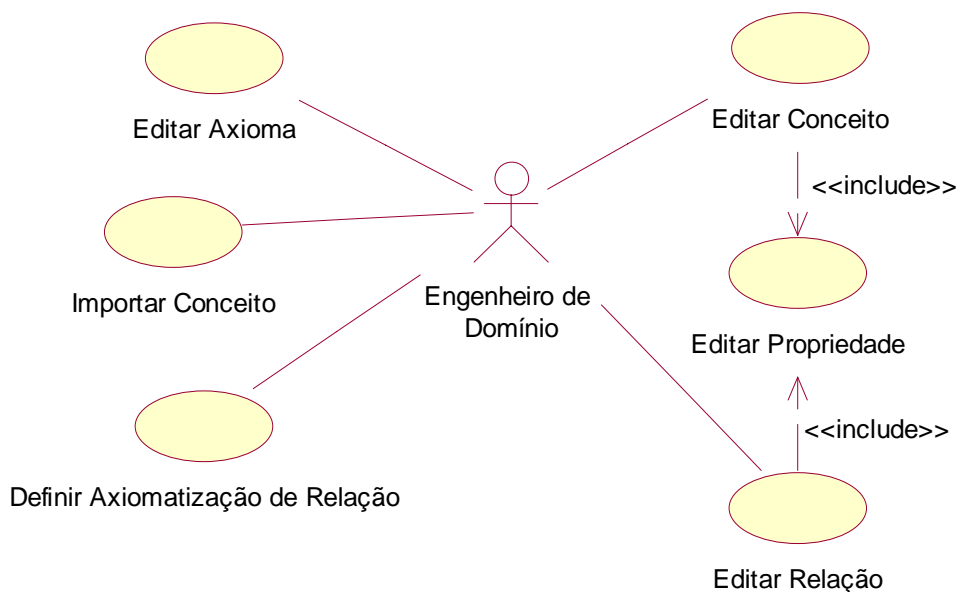 Editar Axioma
Editar Conceito
<<include>>
Importar Conceito
Engenheiro de
Domínio
Editar Propriedade
<<include>>
Definir Axiomatização de Relação
Editar Relação